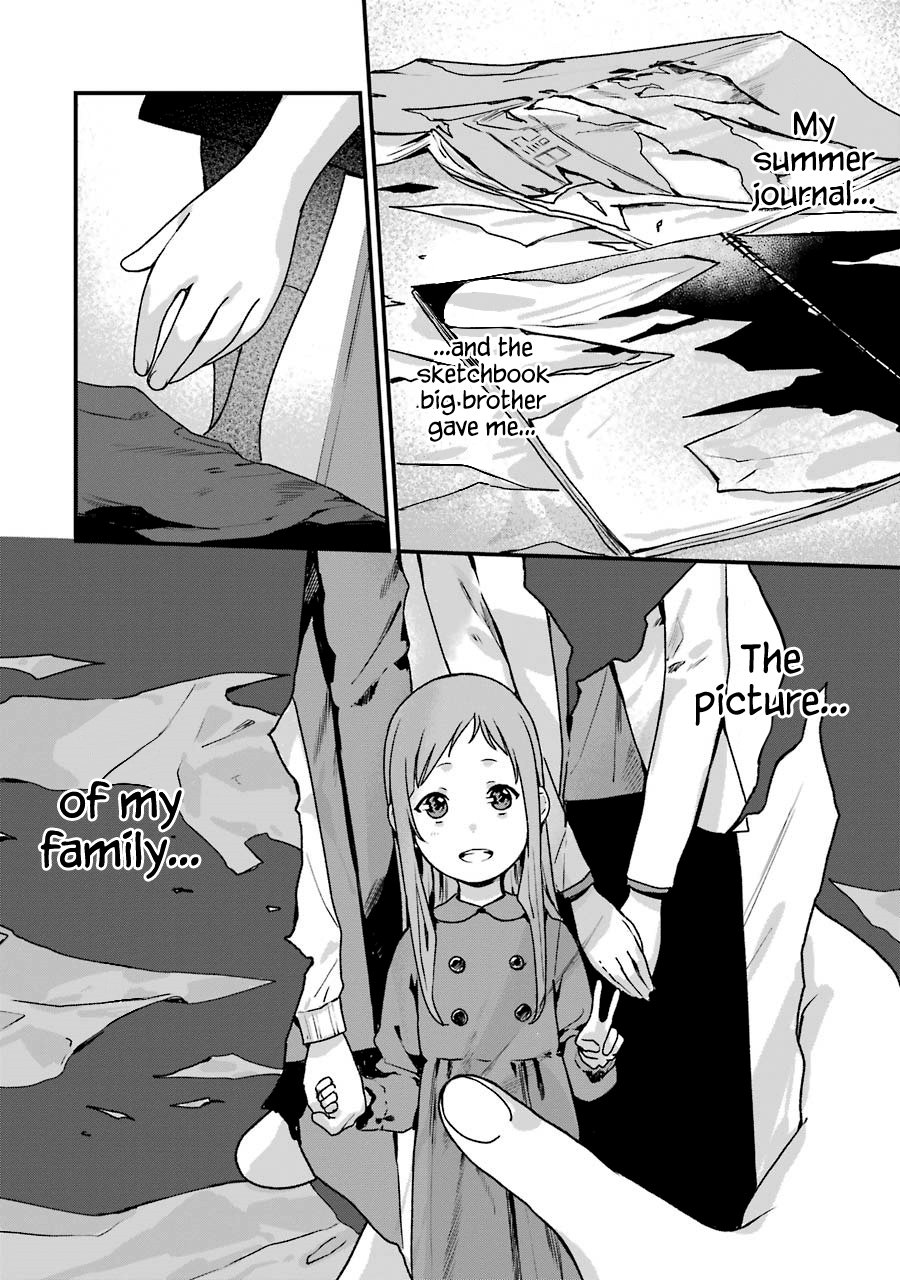 My
summer
journal...
...and the
sketchbook
big brother
gave me...
The
picture...
of my
family...